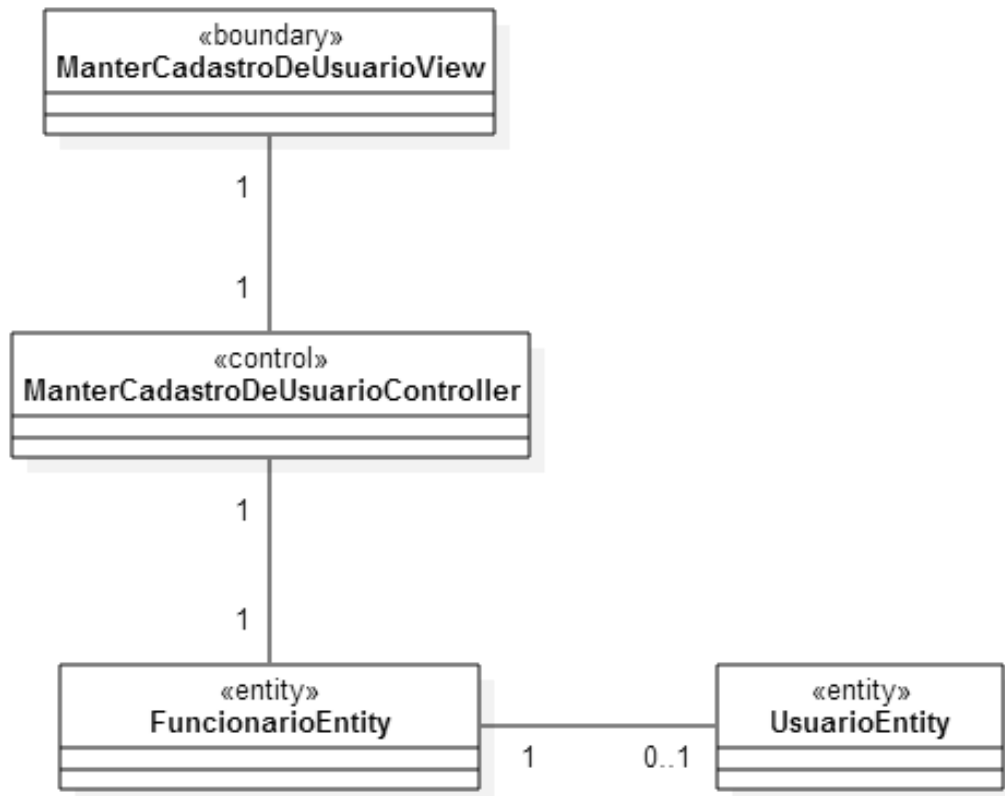 «boundary»
ManterCadastroDeUsuarioView
1
1
«control»
ManterCadastroDeUsuarioController
1
1
«entity»
FuncionarioEntity
1
0..1
«entity»
UsuarioEntity